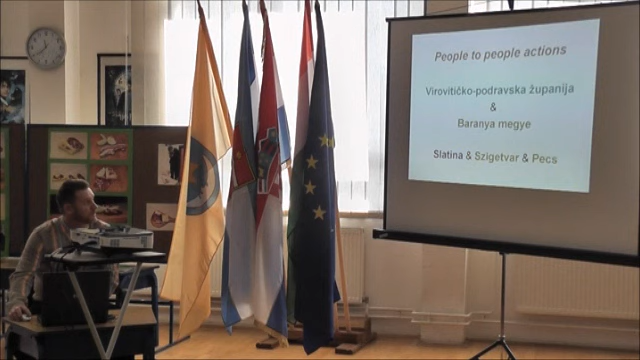 People to people actions
Virovitičko-podravska županija
&
Baranya megye
Slatina & Szigetvar & Pecs